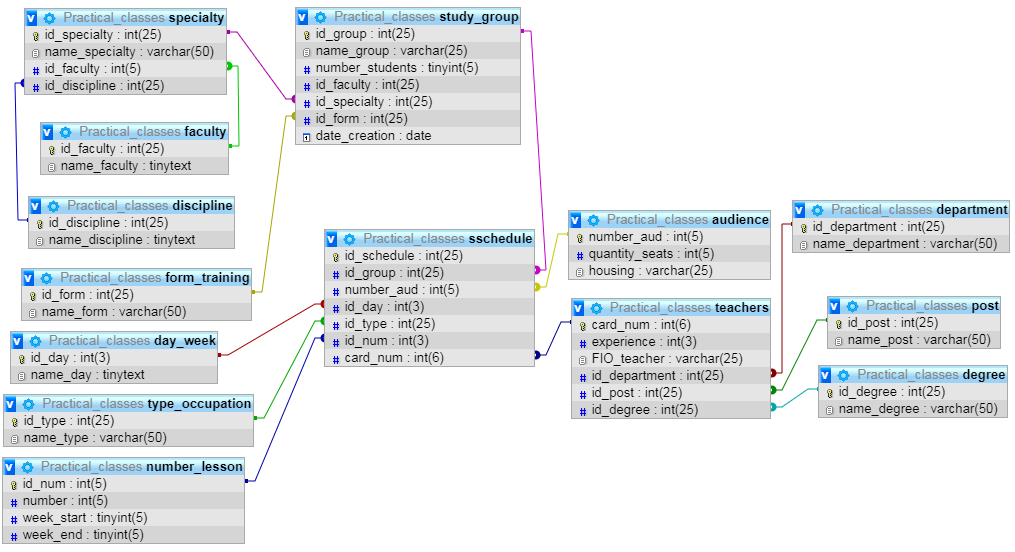 v Practical_classes specialty
id_specialty : int(25)
name_specialty : varchar(50)
# id_faculty : int(5)
# id_discipline : int(25)
v Practical_classes faculty
id_faculty : int(25)
name_faculty : tinytext
v Practical_classes discipline
id_discipline : int(25)
name_discipline : tinytext
v Practical_classes form_training
id_form : int(25)
name_form : varchar(50)
v Practical_classes day_week
id_day : int(3)
name_day : tinytext
v Practical_classes type_occupation
id_type : int(25)
name_type : varchar(50)
v Practical_classes number_lesson
id_num : int(5)
# number : int(5)
# week_start : tinyint(5)
# week_end : tinyint(5)
v Practical_classes study_group
id_group : int(25)
name_group : varchar(25)
# number_students : tinyint(5)
# id_faculty : int(25)
# id_specialty : int(25)
# id_form : int(25)
date_creation : date
v Practical_classes sschedule
id_schedule : int(25)
# id_group : int(25)
# number_aud : int(5)
# id_day : int(3)
# id_type : int(25)
# id_num : int(3)
# card_num : int(6)
v Practical_classes audience
number_aud : int(5)
# quantity_seats : int(5)
housing : varchar(25)
v Practical_classes teachers
card_num : int(6)
# experience : int(3)
FIO_teacher : varchar(25)
# id_department : int(25)
# id_post : int(25)
# id_degree : int(25)
v Practical_classes department
id_department : int(25)
name_department : varchar(50)
v Practical_classes post
id_post : int(25)
name_post : varchar(50)
v Practical_classes degree
id_degree : int(25)
name_degree : varchar(50)